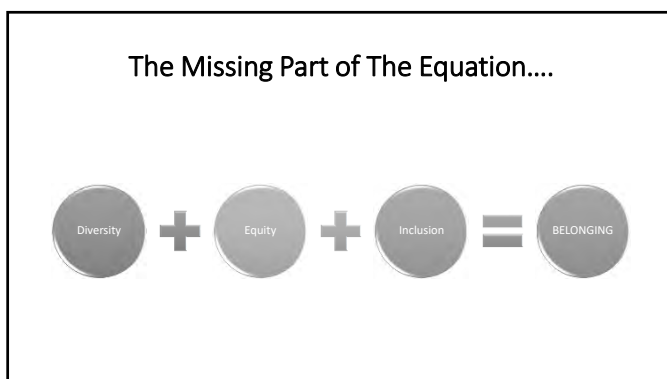 The Missing Part of The Equation....
Diversity + Equity + Inclusion = BELONGING